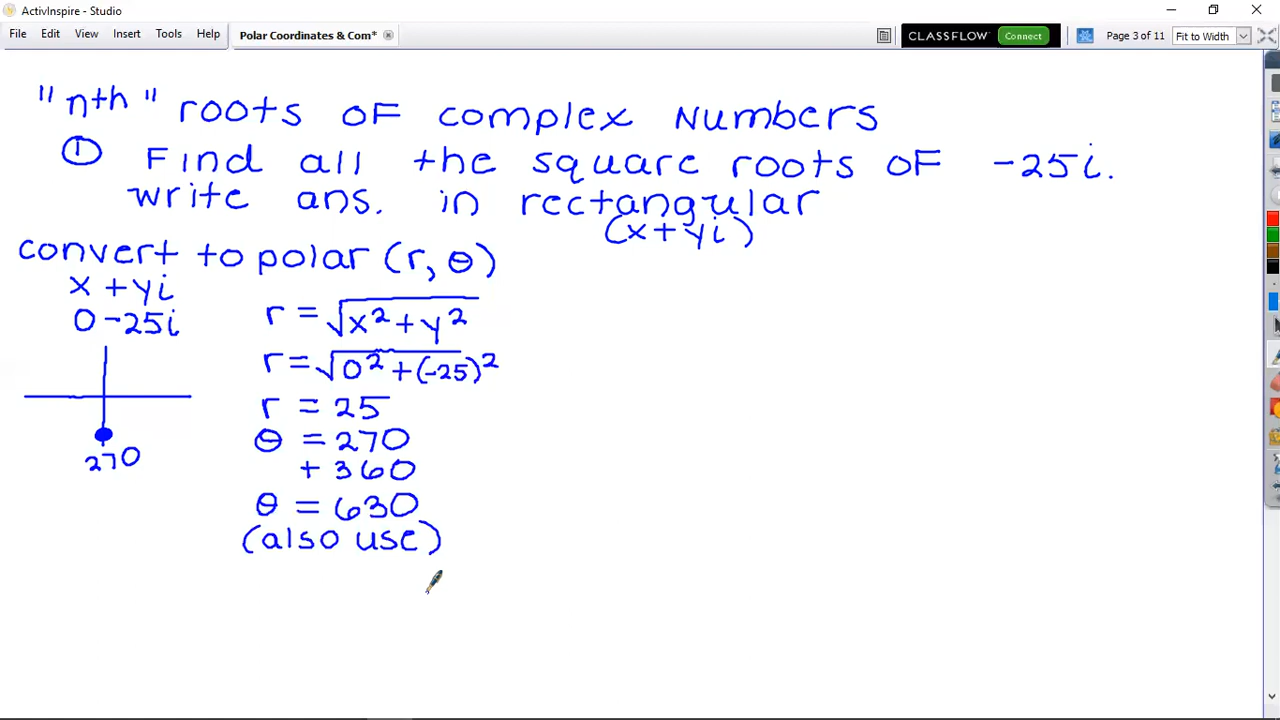 ActivInspire - Studio
File Edit View Insert Tools Help
Polar Coordinates & Com*
CLASSFLOW Connect
Page 3 of 11
Fit to Width
"nth" roots of complex Numbers
① Find all the square roots of -25i.
write ans. in rectangular
(x+yi)
convert to polar (r, θ)
x + yi
0 -25i
270
r = √x²+y²
r = √0²+(-25)²
r = 25
θ = 270
+ 360
θ = 630
(also use)